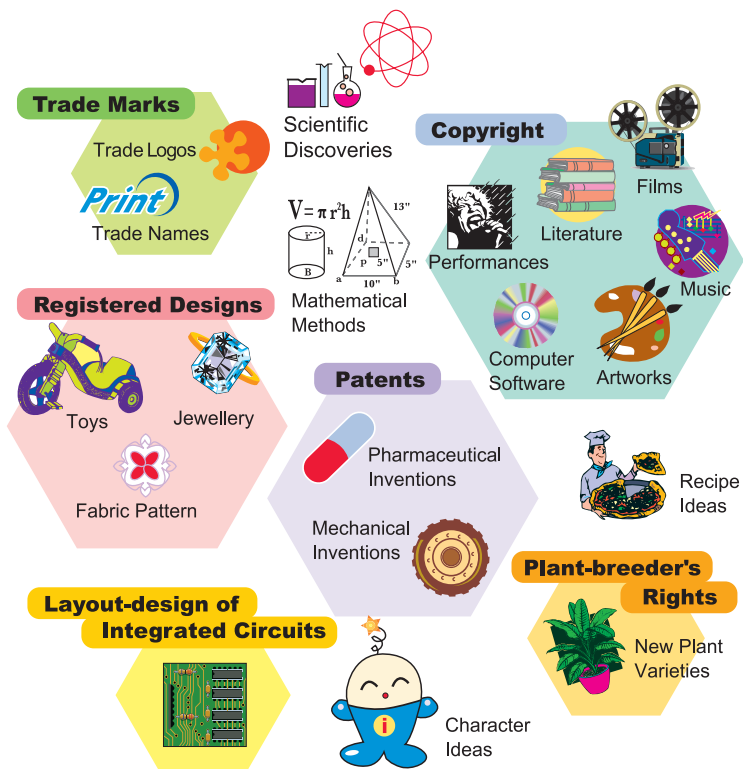 Trade Marks
Trade Logos
Print
Trade Names
Scientific
Discoveries
V = π r²h
r
h
B
13"
d
p
5"
5"
a
10"
b
Mathematical
Methods
Copyright
Films
Literature
Performances
Music
Computer
Software
Artworks
Registered Designs
Toys
Jewellery
Fabric Pattern
Patents
Pharmaceutical
Inventions
Mechanical
Inventions
Recipe
Ideas
Layout-design of
Integrated Circuits
i
Character
Ideas
Plant-breeder's
Rights
New Plant
Varieties